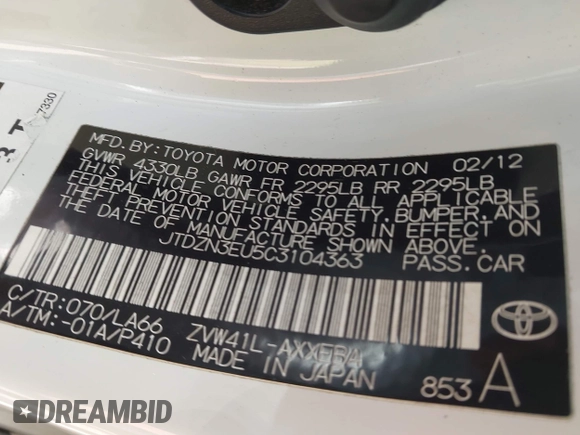 7330
MFD. BY: TOYOTA MOTOR CORPORATION 02/12
GVWR 4330LB GAWR FR 2295LB RR 2295LB
THIS VEHICLE CONFORMS TO ALL APPLICABLE
FEDERAL MOTOR VEHICLE SAFETY, BUMPER, AND
THEFT PREVENTION STANDARDS IN EFFECT ON
THE DATE OF MANUFACTURE SHOWN ABOVE.
JTDZN3EU5C3104363 PASS. CAR
C/TR: 070/LA66 ZVW41L-AXXEBA
A/TM: -01A/P410 MADE IN JAPAN 853A
TOYOTA
DREAMBID